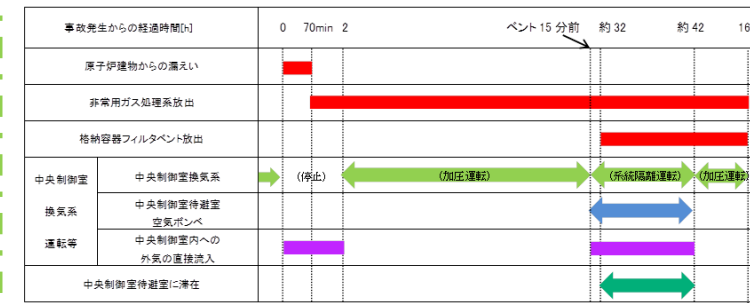 事故発生からの経過時間[h] 0 70min 2 ベント15分前 約32 約42 16
原子炉建物からの漏えい
非常用ガス処理系放出
格納容器フィルタベント放出
中央制御室
換気系
運転等
中央制御室換気系 (停止) (加圧運転) (系統隔離運転) (加圧運転)
中央制御室待避室
空気ボンベ
中央制御室内への
外気の直接流入
中央制御室待避室に滞在